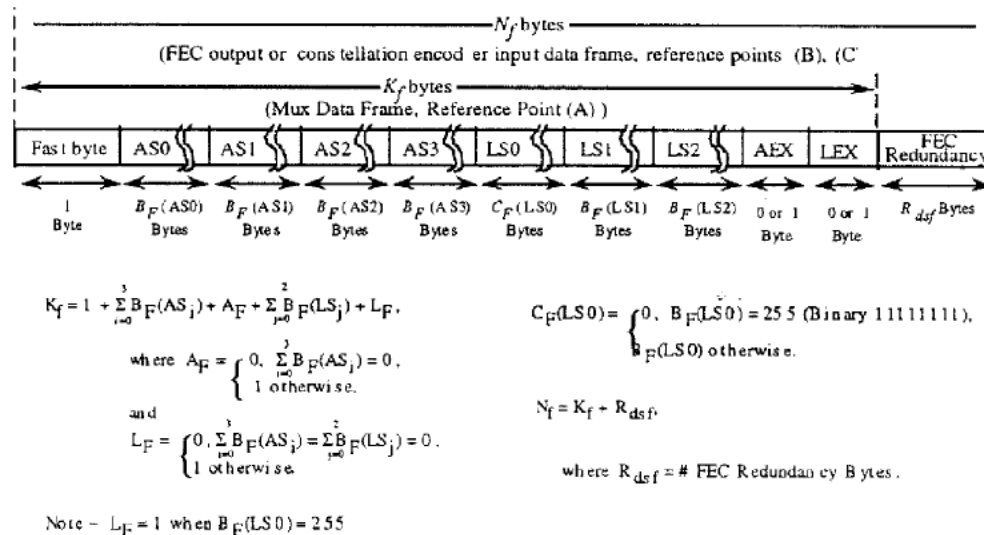 N_f bytes
(FEC output or cons tellation encod er input data frame, reference points (B), (C
K_f bytes
(Mux Data Frame, Reference Point (A) )
Fast byte AS0 AS1 AS2 AS3 LS0 LS1 LS2 AEX LEX FEC Redundancy
1 Byte B_F(AS0) Bytes B_F(AS1) Bytes B_F(AS2) Bytes B_F(AS3) Bytes C_F(LS0) Bytes B_F(LS1) Bytes B_F(LS2) Bytes 0 or 1 Byte 0 or 1 Byte R_dsf Bytes
K_f = 1 + Σ_{i=0}^{3} B_F(AS_i) + A_F + Σ_{j=0}^{2} B_F(LS_j) + L_F,
where A_F = { 0, Σ_{i=0}^{3} B_F(AS_i) = 0,
1 otherwise.
and
L_F = { 0, Σ_{i=0}^{3} B_F(AS_i) = Σ_{j=0}^{2} B_F(LS_j) = 0.
1 otherwise.
Note – L_F = 1 when B_F(LS0) = 255
C_F(LS0) = { 0, B_F(LS0) = 255 (Binary 11111111),
B_F(LS0) otherwise.
N_f = K_f + R_dsf,
where R_dsf = # FEC Redundancy Bytes.